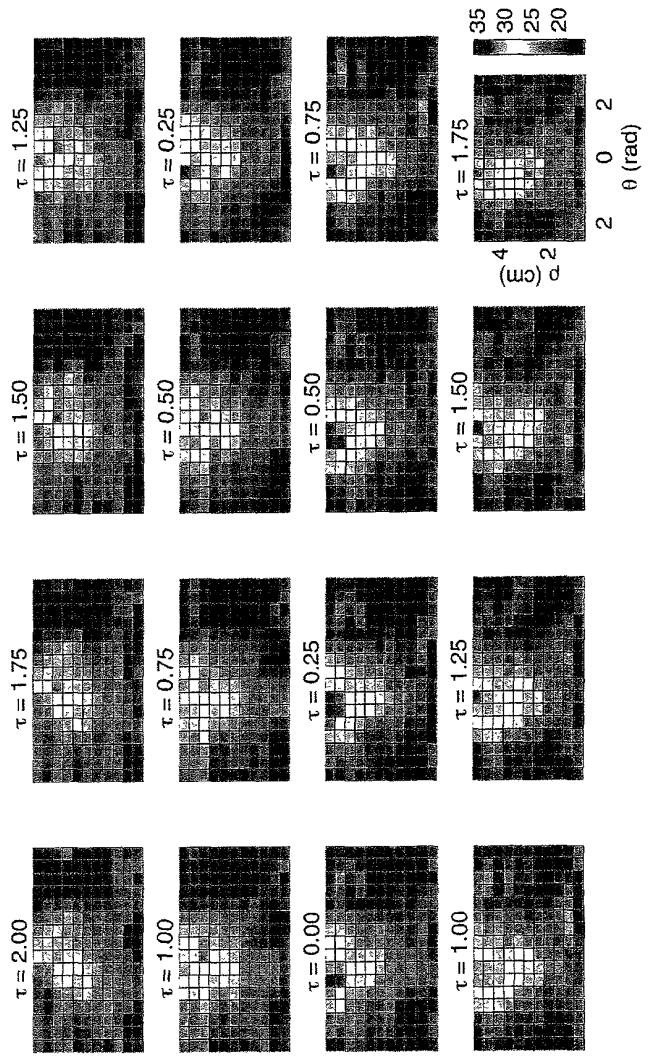 τ = 2.00
τ = 1.75
τ = 1.50
τ = 1.25
τ = 1.00
τ = 0.75
τ = 0.50
τ = 0.25
τ = 0.00
τ = 0.25
τ = 0.50
τ = 0.75
τ = 1.00
τ = 1.25
τ = 1.50
τ = 1.75
ρ (cm)
4
2
2 0 2
θ (rad)
35
30
25
20